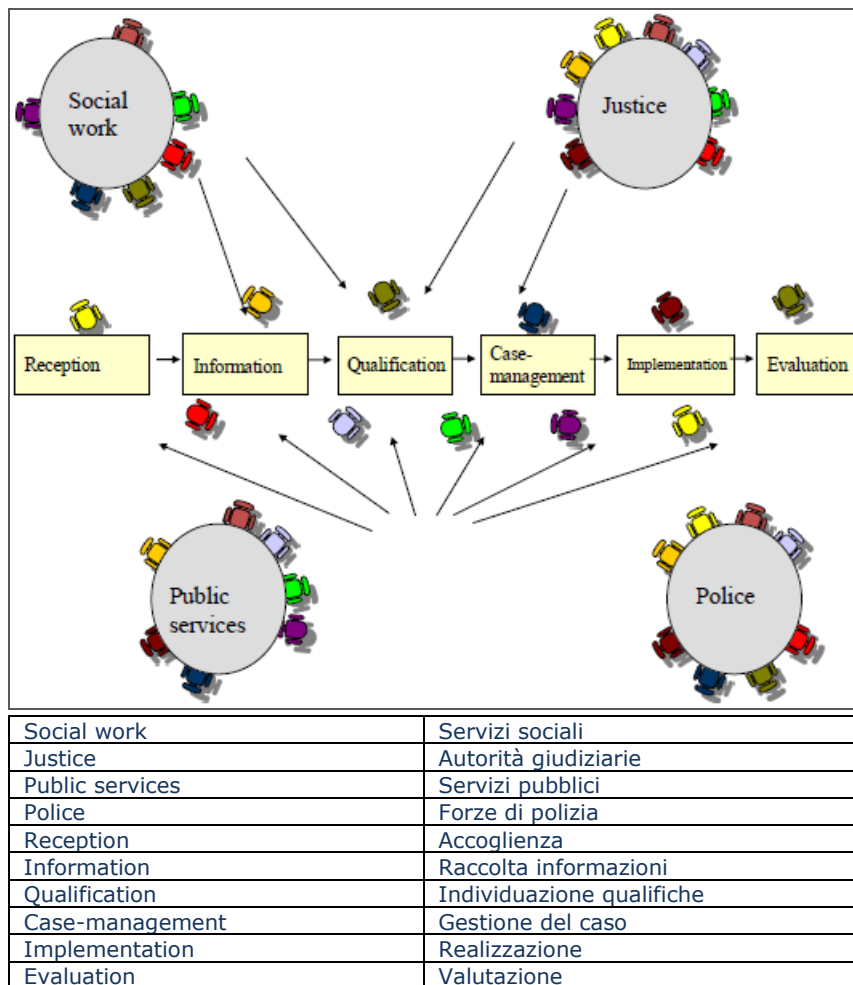 Social
work
Justice
Reception
Information
Qualification
Case-
management
Implementation
Evaluation
Public
services
Police
Social work Servizi sociali
Justice Autorità giudiziarie
Public services Servizi pubblici
Police Forze di polizia
Reception Accoglienza
Information Raccolta informazioni
Qualification Individuazione qualifiche
Case-management Gestione del caso
Implementation Realizzazione
Evaluation Valutazione